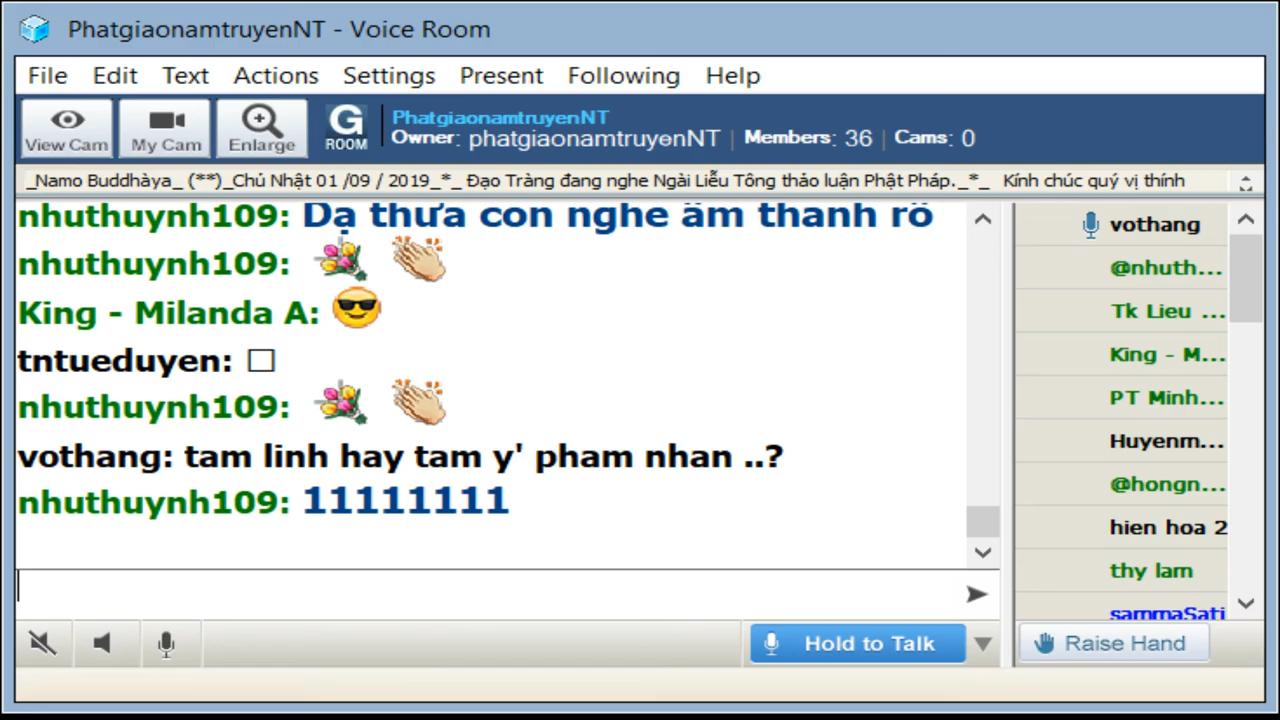 PhatgiaonamtruyenNT - Voice Room
File Edit Text Actions Settings Present Following Help
View Cam My Cam Enlarge G ROOM
PhatgiaonamtruyenNT
Owner: phatgiaonamtruyenNT | Members: 36 | Cams: 0
_Namo Buddhàya_ (**)_Chủ Nhật 01 /09 / 2019_*_ Đạo Tràng đang nghe Ngài Liễu Tông thảo luận Phật Pháp._*_ Kính chúc quý vị thính
nhuthuynh109: Dạ thưa con nghe âm thanh rõ
nhuthuynh109:
King - Milanda A:
tntueduyen: □
nhuthuynh109:
vothang: tam linh hay tam y' pham nhan ..?
nhuthuynh109: 11111111
vothang
@nhuth...
Tk Lieu ...
King - M...
PT Minh...
Huyenm...
@hongn...
hien hoa 2
thy lam
sammaSati
Hold to Talk
Raise Hand